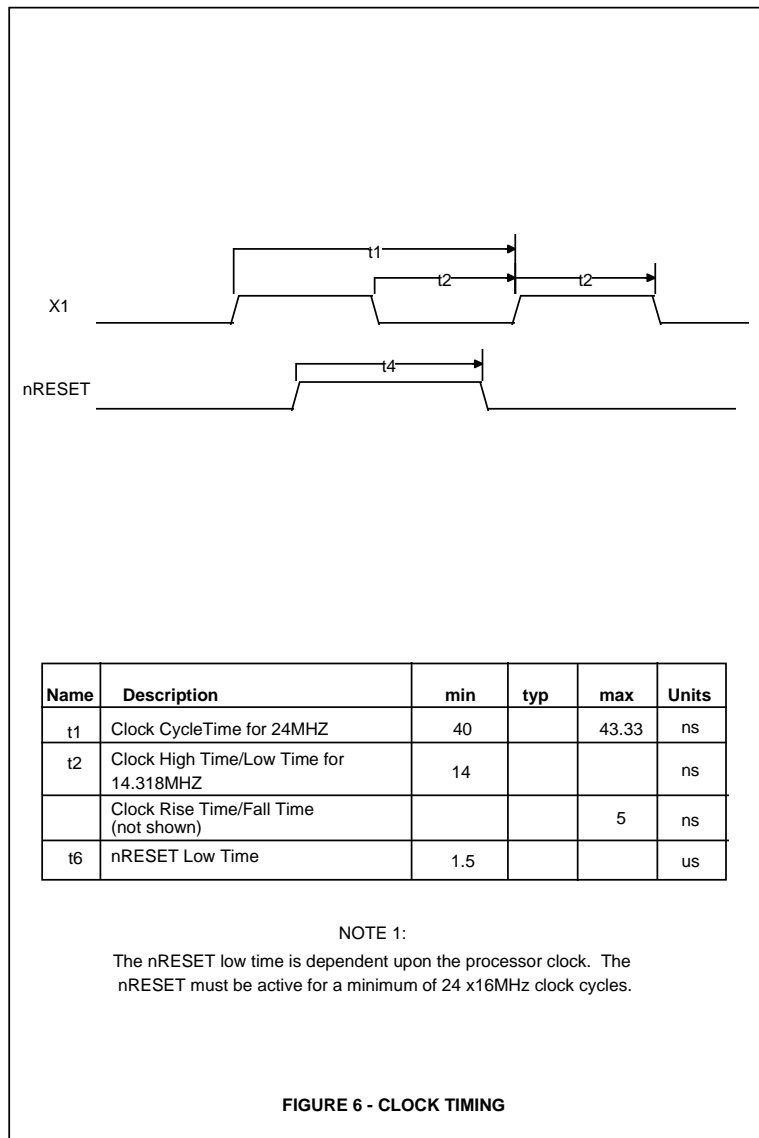 t1
t2 t2
X1
t4
nRESET
Name Description min typ max Units
t1 Clock CycleTime for 24MHZ 40 43.33 ns
t2 Clock High Time/Low Time for
14.318MHZ 14 ns
Clock Rise Time/Fall Time
(not shown) 5 ns
t6 nRESET Low Time 1.5 us
NOTE 1:
The nRESET low time is dependent upon the processor clock. The
nRESET must be active for a minimum of 24 x16MHz clock cycles.
FIGURE 6 - CLOCK TIMING